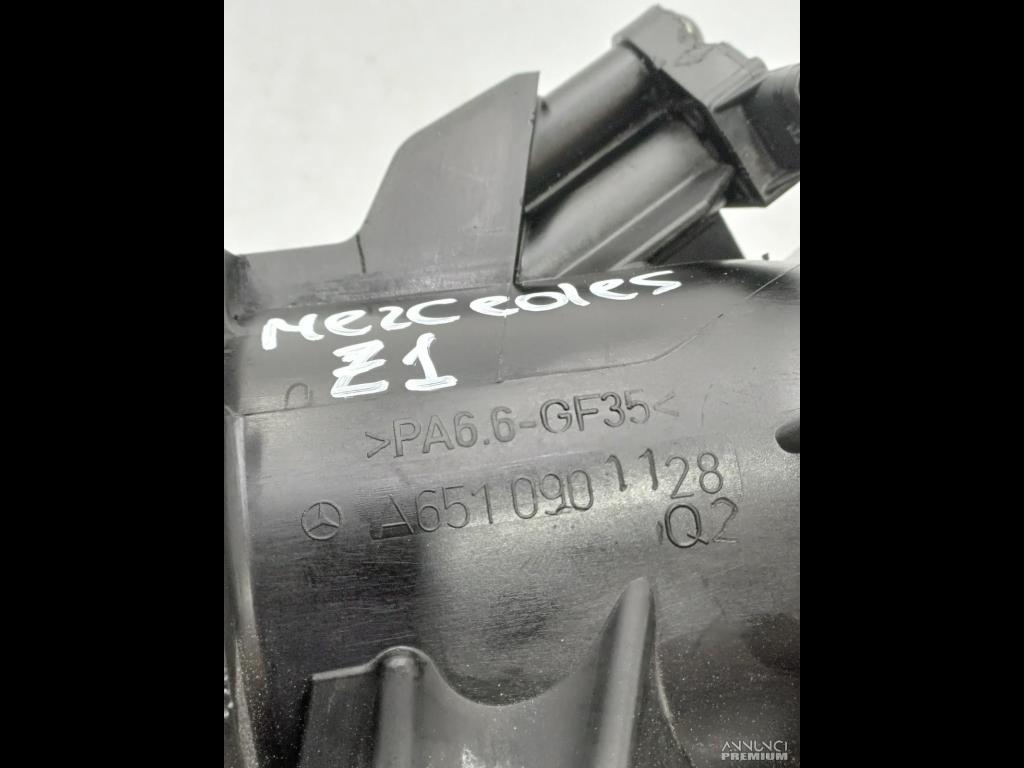 Mercedes
Z1
>PA6.6-GF35<
A651 090 1128
Q2
ANNUNCI
PREMIUM